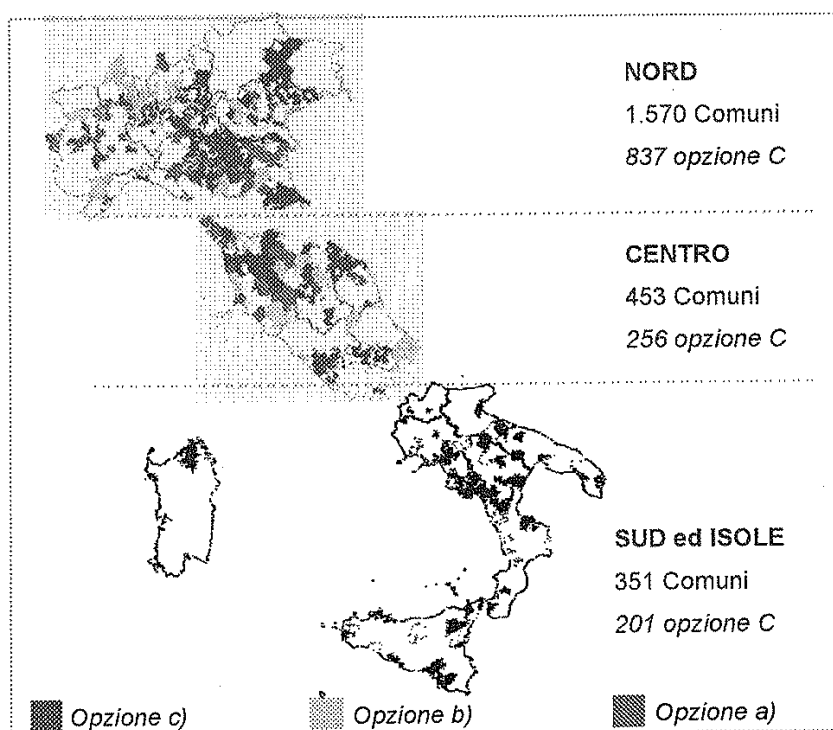 NORD
1.570 Comuni
837 opzione C
CENTRO
453 Comuni
256 opzione C
SUD ed ISOLE
351 Comuni
201 opzione C
Opzione c)
Opzione b)
Opzione a)